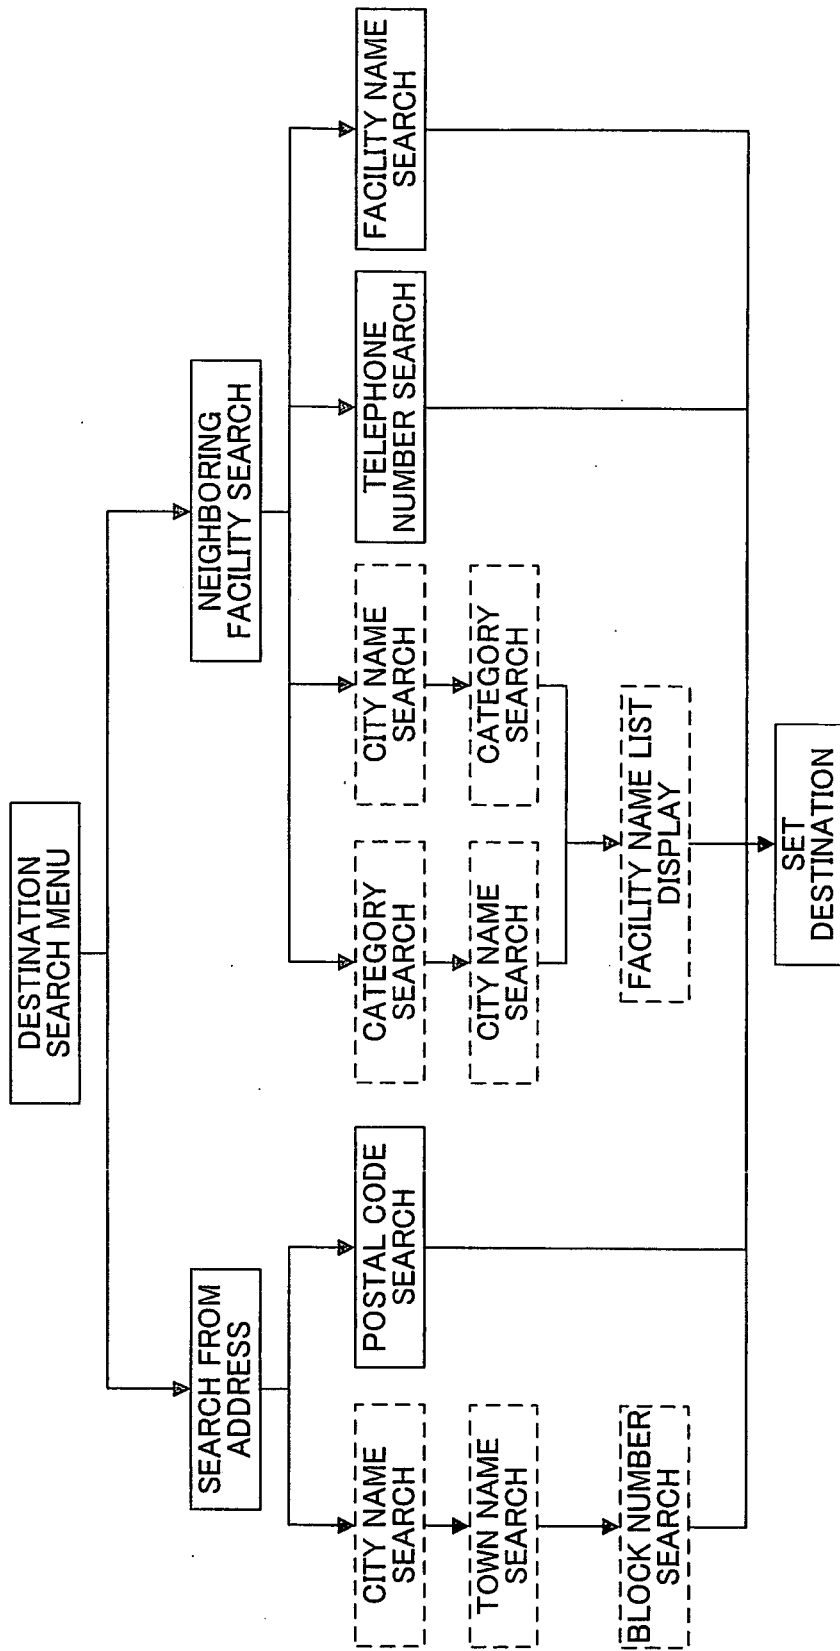 DESTINATION
SEARCH MENU
SEARCH FROM
ADDRESS
NEIGHBORING
FACILITY SEARCH
CITY NAME
SEARCH
POSTAL CODE
SEARCH
CATEGORY
SEARCH
CITY NAME
SEARCH
TELEPHONE
NUMBER SEARCH
FACILITY NAME
SEARCH
TOWN NAME
SEARCH
CITY NAME
SEARCH
CATEGORY
SEARCH
BLOCK NUMBER
SEARCH
FACILITY NAME LIST
DISPLAY
SET
DESTINATION